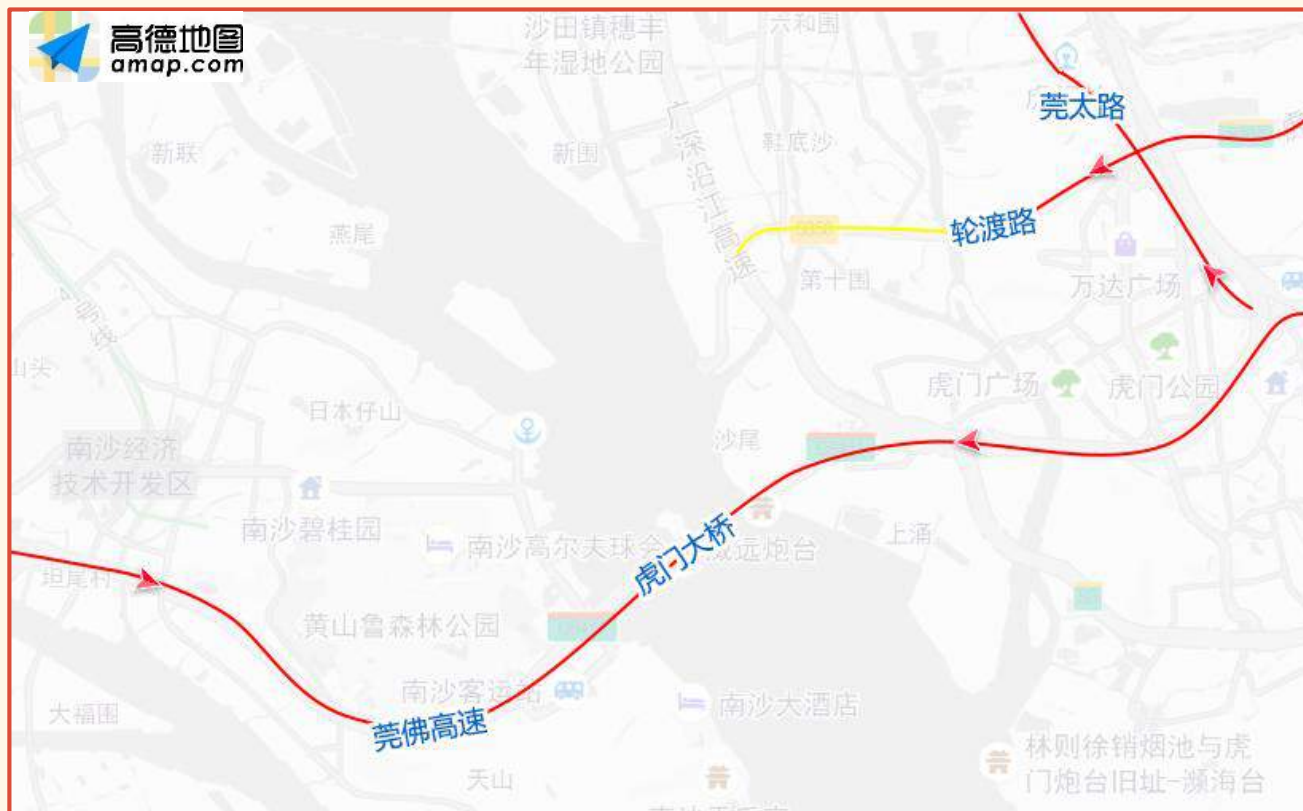 高德地图
amap.com
沙田镇穗丰
年湿地公园
六和围
莞太路
新联
新围
鞋底沙
广深沿江高速
燕尾
轮渡路
第十围
万达广场
1号线
山头
日本仔山
虎门广场
虎门公园
南沙经济
技术开发区
沙尾
南沙碧桂园
南沙高尔夫球会
威远炮台
上涌
虎门大桥
坦尾村
黄山鲁森林公园
南沙客运站
南沙大酒店
大福围
莞佛高速
天山
林则徐销烟池与虎
门炮台旧址-濒海台